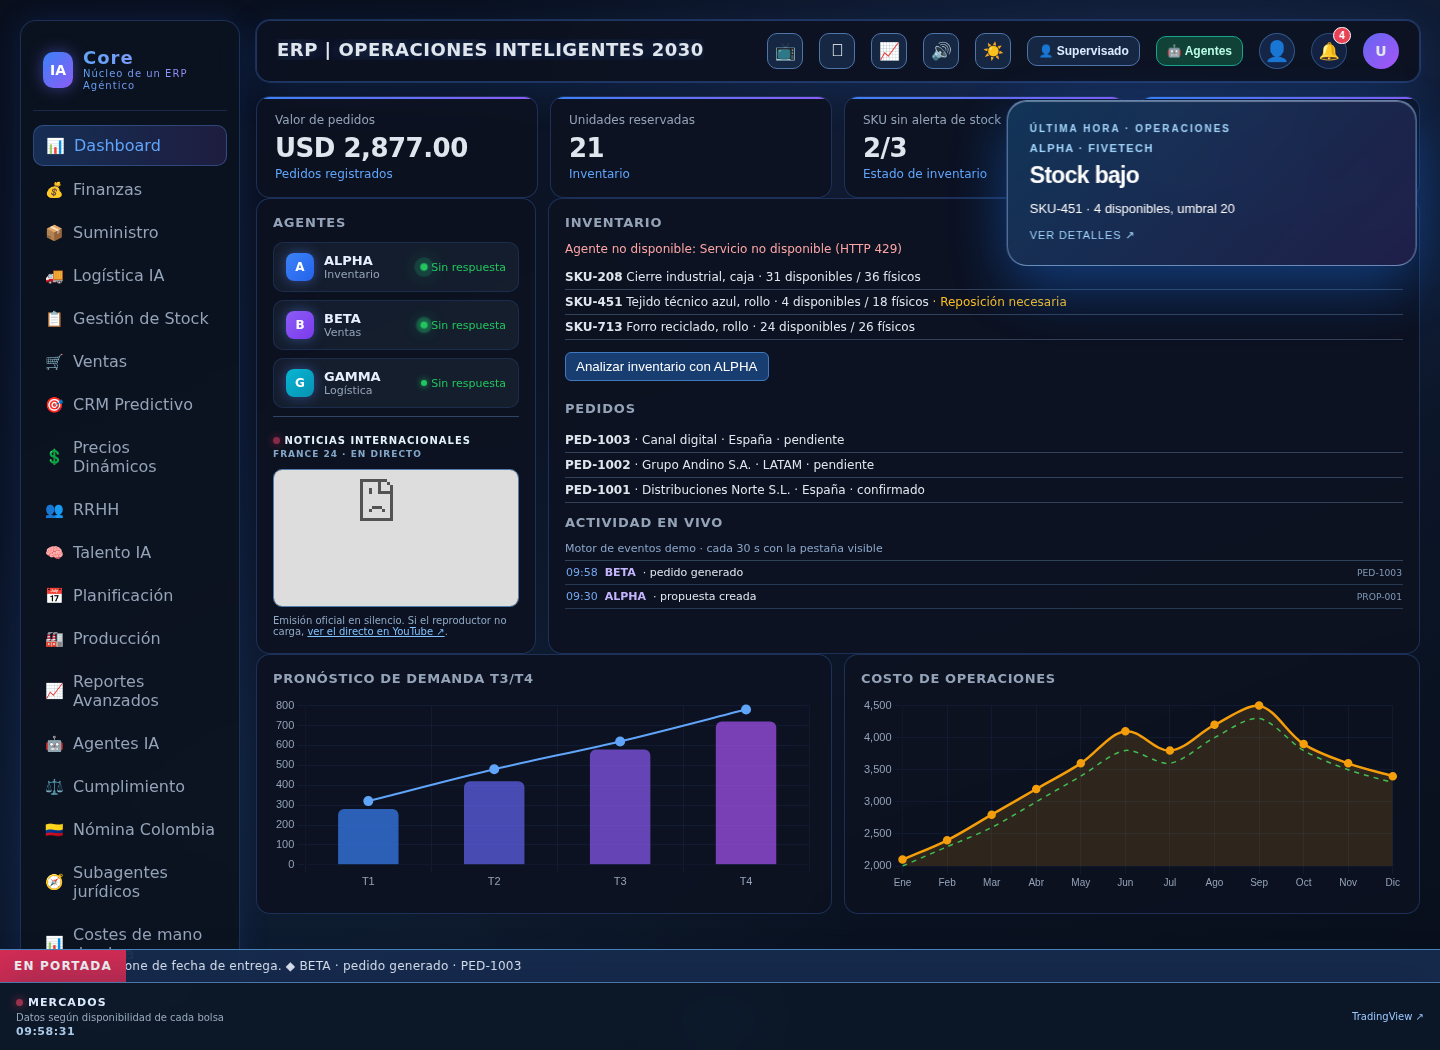 IA
Core
Núcleo de un ERP
Agéntico
Dashboard
Finanzas
Suministro
Logística IA
Gestión de Stock
Ventas
CRM Predictivo
Precios
Dinámicos
RRHH
Talento IA
Planificación
Producción
Reportes
Avanzados
Agentes IA
Cumplimiento
Nómina Colombia
Subagentes
jurídicos
Costes de mano
ERP | OPERACIONES INTELIGENTES 2030
Supervisado
Agentes
4
U
Valor de pedidos
USD 2,877.00
Pedidos registrados
Unidades reservadas
21
Inventario
SKU sin alerta de stock
2/3
Estado de inventario
ÚLTIMA HORA · OPERACIONES
ALPHA · FIVETECH
Stock bajo
SKU-451 · 4 disponibles, umbral 20
VER DETALLES ↗
AGENTES
A
ALPHA
Inventario
Sin respuesta
B
BETA
Ventas
Sin respuesta
G
GAMMA
Logística
Sin respuesta
NOTICIAS INTERNACIONALES
FRANCE 24 · EN DIRECTO
Emisión oficial en silencio. Si el reproductor no
carga, ver el directo en YouTube ↗.
INVENTARIO
Agente no disponible: Servicio no disponible (HTTP 429)
SKU-208 Cierre industrial, caja · 31 disponibles / 36 físicos
SKU-451 Tejido técnico azul, rollo · 4 disponibles / 18 físicos · Reposición necesaria
SKU-713 Forro reciclado, rollo · 24 disponibles / 26 físicos
Analizar inventario con ALPHA
PEDIDOS
PED-1003 · Canal digital · España · pendiente
PED-1002 · Grupo Andino S.A. · LATAM · pendiente
PED-1001 · Distribuciones Norte S.L. · España · confirmado
ACTIVIDAD EN VIVO
Motor de eventos demo · cada 30 s con la pestaña visible
09:58 BETA · pedido generado PED-1003
09:30 ALPHA · propuesta creada PROP-001
PRONÓSTICO DE DEMANDA T3/T4
800
700
600
500
400
300
200
100
0
T1 T2 T3 T4
COSTO DE OPERACIONES
4,500
4,000
3,500
3,000
2,500
2,000
Ene Feb Mar Abr May Jun Jul Ago Sep Oct Nov Dic
EN PORTADA
one de fecha de entrega. ◆ BETA · pedido generado · PED-1003
MERCADOS
Datos según disponibilidad de cada bolsa
09:58:31
TradingView ↗